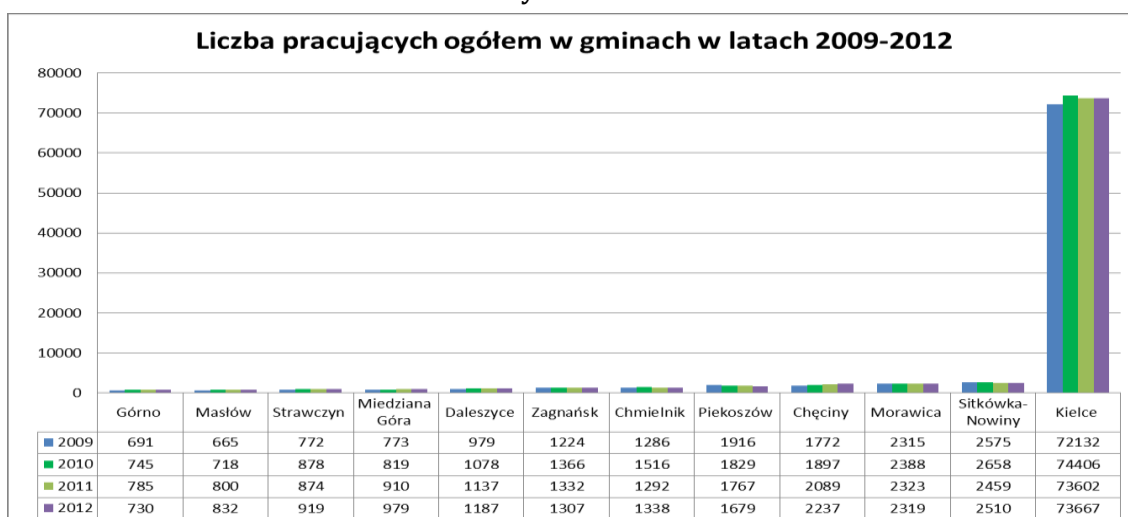 Liczba pracujących ogółem w gminach w latach 2009-2012
80000
70000
60000
50000
40000
30000
20000
10000
0
Górno Masłów Strawczyn Miedziana Góra Daleszyce Zagnańsk Chmielnik Piekoszów Chęciny Morawica Sitkówka-Nowiny Kielce
2009 691 665 772 773 979 1224 1286 1916 1772 2315 2575 72132
2010 745 718 878 819 1078 1366 1516 1829 1897 2388 2658 74406
2011 785 800 874 910 1137 1332 1292 1767 2089 2323 2459 73602
2012 730 832 919 979 1187 1307 1338 1679 2237 2319 2510 73667